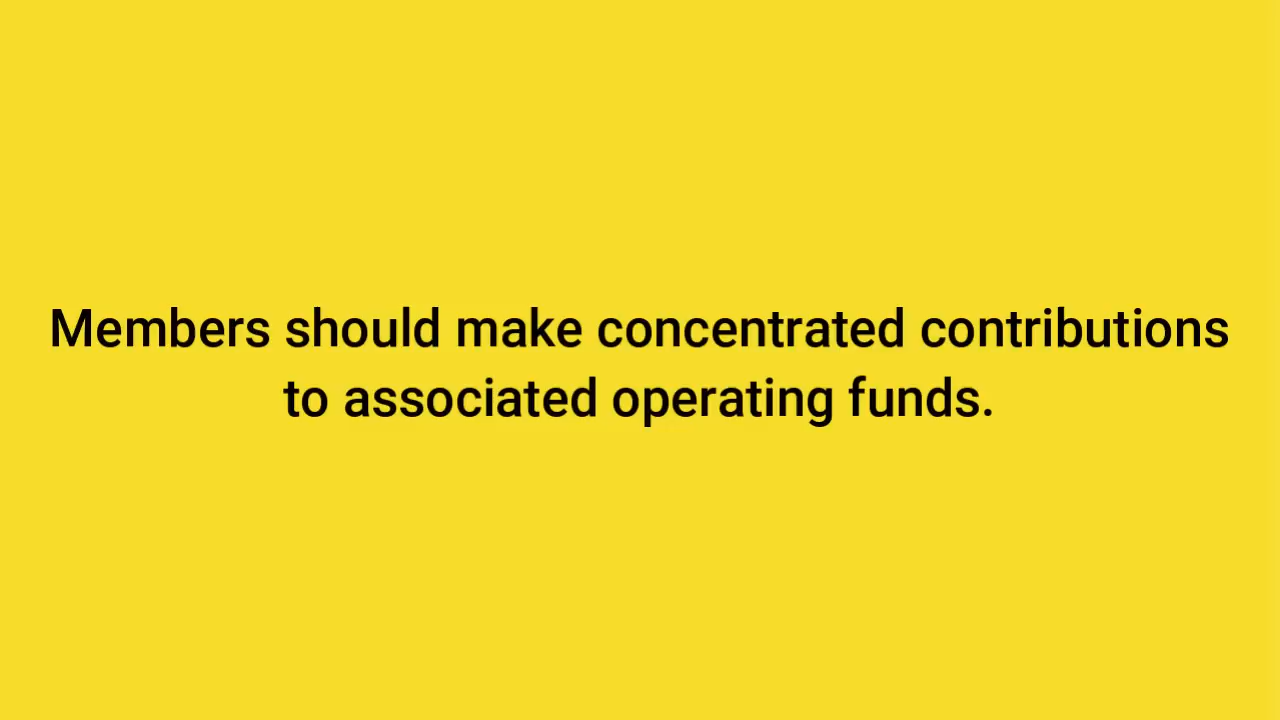 Members should make concentrated contributions
to associated operating funds.